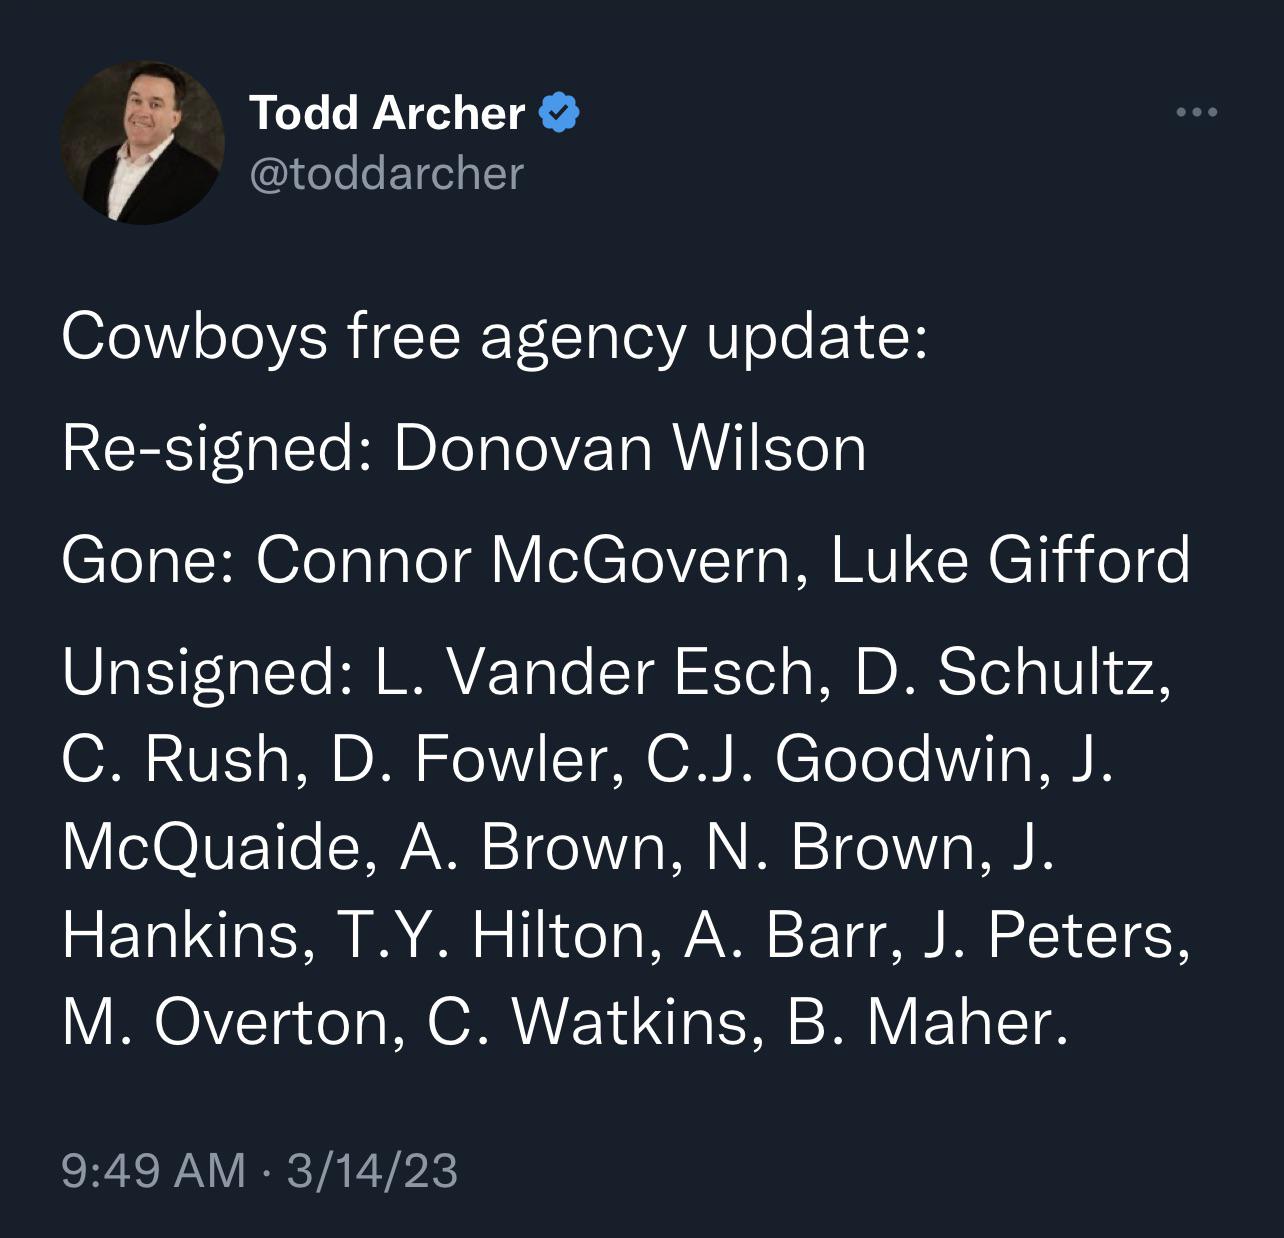 Todd Archer
@toddarcher
Cowboys free agency update:
Re-signed: Donovan Wilson
Gone: Connor McGovern, Luke Gifford
Unsigned: L. Vander Esch, D. Schultz,
C. Rush, D. Fowler, C.J. Goodwin, J.
McQuaide, A. Brown, N. Brown, J.
Hankins, T.Y. Hilton, A. Barr, J. Peters,
M. Overton, C. Watkins, B. Maher.
9:49 AM · 3/14/23